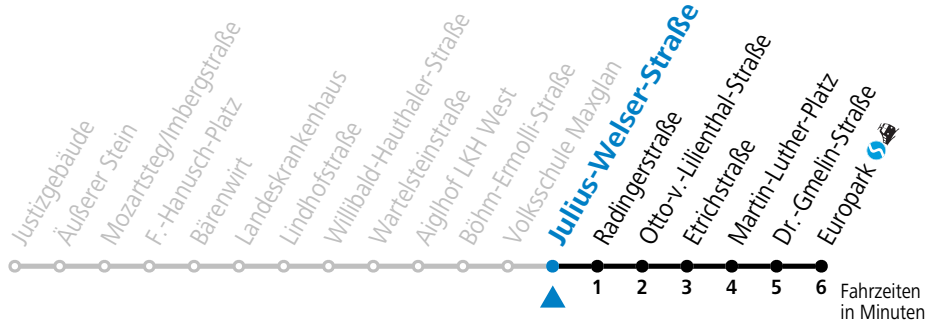 Justizgebäude
Äußerer Stein
Mozartsteg/Imbergstraße
F.-Hanusch-Platz
Bärenwirt
Landeskrankenhaus
Lindhofstraße
Willibald-Hauthaler-Straße
Wartelsteinstraße
Aiglhof LKH West
Böhm-Ermolli-Straße
Volksschule Maxglan
Julius-Welser-Straße
Radingerstraße
Otto-v.-Lilienthal-Straße
Etrichstraße
Martin-Luther-Platz
Dr.-Gmelin-Straße
Europark
1 2 3 4 5 6
Fahrzeiten
in Minuten